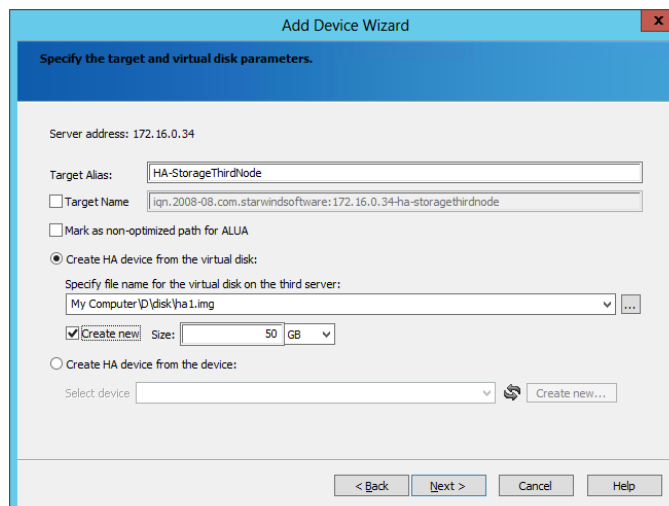 Add Device Wizard
x
Specify the target and virtual disk parameters.
Server address: 172.16.0.34
Target Alias: HA-StorageThirdNode
Target Name iqn.2008-08.com.starwindsoftware:172.16.0.34-ha-storagethirdnode
Mark as non-optimized path for ALUA
Create HA device from the virtual disk:
Specify file name for the virtual disk on the third server:
My Computer\D\disk\ha1.img ...
Create new Size: 50 GB
Create HA device from the device:
Select device Create new...
< Back Next > Cancel Help